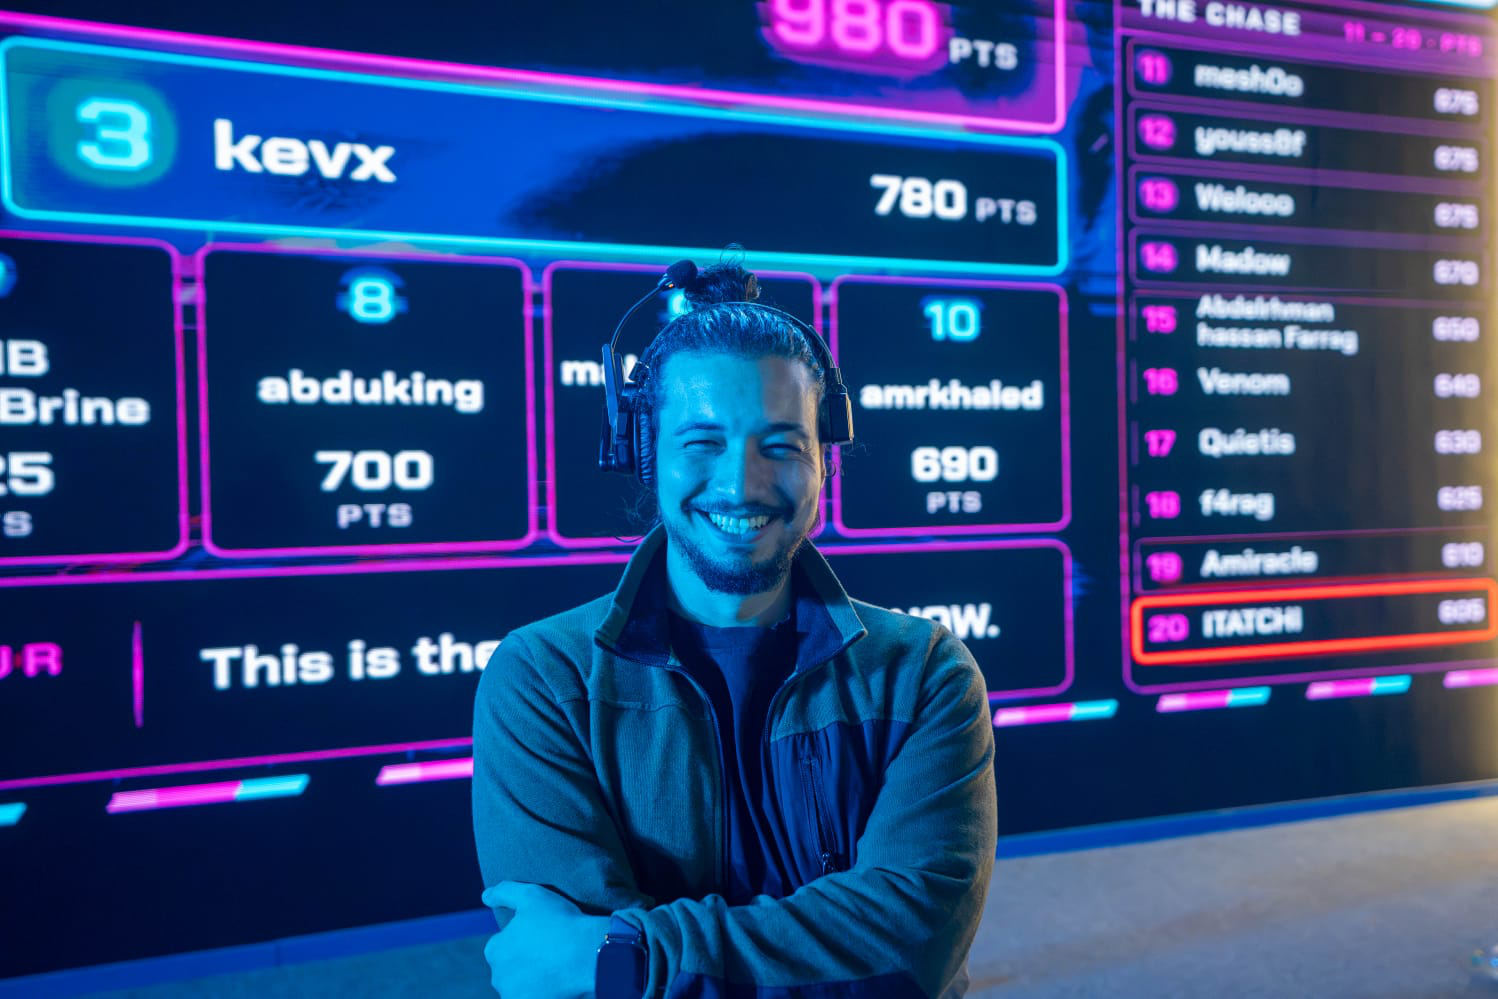 980 PTS
3 kevx 780 PTS
8
abduking
700
PTS
10
amrkhaled
690
PTS
Brine
This is the
THE CHASE 11 – 20 · PTS
11 mesh0o 675
12 youss8f 675
13 Welooo 675
14 Madow 670
15 Abdelrhman
hassan Farrag 650
16 Venom 640
17 Quietis 630
18 f4rag 625
19 Amiracle 610
20 ITATCHI 605